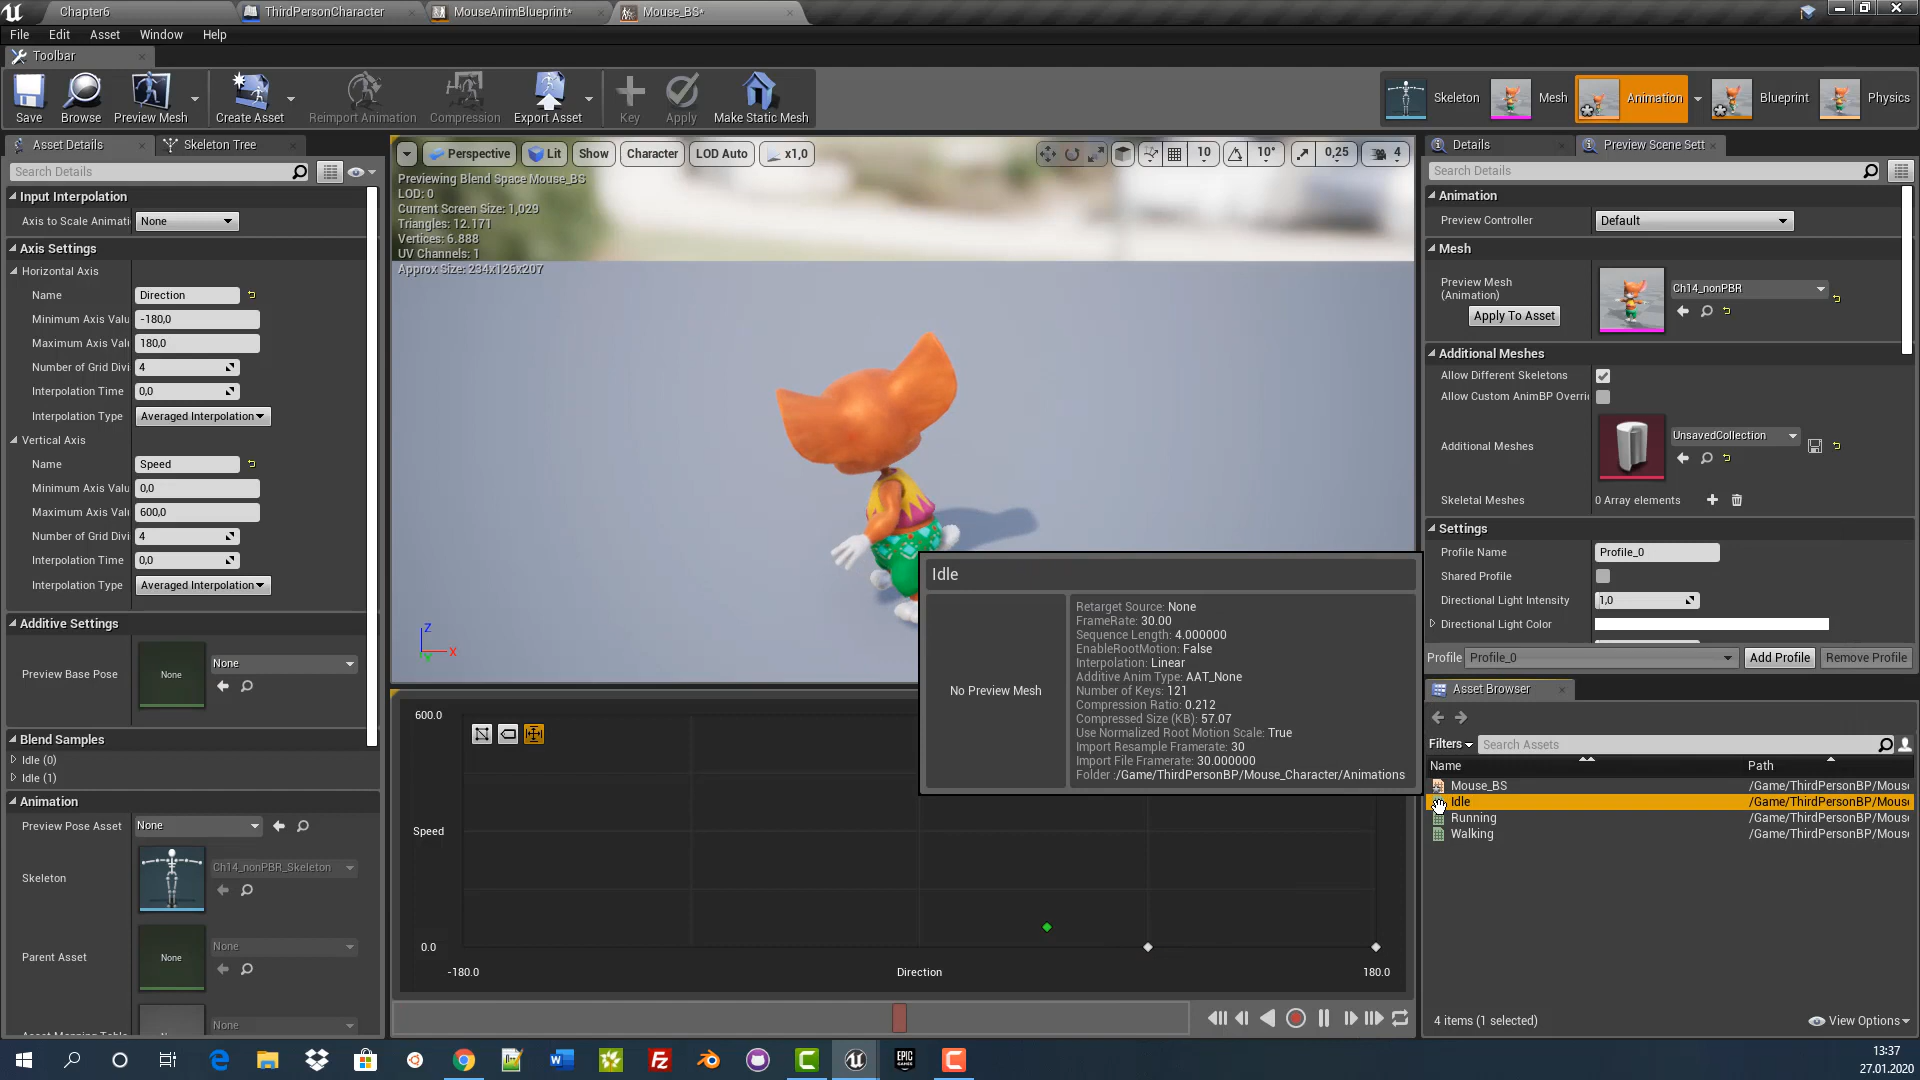 Chapter6
ThirdPersonCharacter
MouseAnimBlueprint*
Mouse_BS*
File Edit Asset Window Help
Toolbar
Save
Browse
Preview Mesh
Create Asset
Reimport Animation
Compression
Export Asset
Key
Apply
Make Static Mesh
Skeleton
Mesh
Animation
Blueprint
Physics
Asset Details
Skeleton Tree
Search Details
Input Interpolation
Axis to Scale Animati None
Axis Settings
Horizontal Axis
Name Direction
Minimum Axis Valu -180,0
Maximum Axis Valu 180,0
Number of Grid Divi 4
Interpolation Time 0,0
Interpolation Type Averaged Interpolation
Vertical Axis
Name Speed
Minimum Axis Valu 0,0
Maximum Axis Valu 600,0
Number of Grid Divi 4
Interpolation Time 0,0
Interpolation Type Averaged Interpolation
Additive Settings
Preview Base Pose None None
Blend Samples
Idle (0)
Idle (1)
Animation
Preview Pose Asset None
Skeleton Ch14_nonPBR_Skeleton
Parent Asset None None
None
Perspective Lit Show Character LOD Auto x1,0
10 10° 0,25 4
Previewing Blend Space Mouse_BS
LOD: 0
Current Screen Size: 1,029
Triangles: 12.171
Vertices: 6.888
UV Channels: 1
Approx Size: 234x126x207
Z
X
Y
Idle
No Preview Mesh
Retarget Source: None
FrameRate: 30.00
Sequence Length: 4.000000
EnableRootMotion: False
Interpolation: Linear
Additive Anim Type: AAT_None
Number of Keys: 121
Compression Ratio: 0.212
Compressed Size (KB): 57.07
Use Normalized Root Motion Scale: True
Import Resample Framerate: 30
Import File Framerate: 30.000000
Folder :/Game/ThirdPersonBP/Mouse_Character/Animations
600.0
Speed
0.0
-180.0
Direction
180.0
Details
Preview Scene Sett
Search Details
Animation
Preview Controller Default
Mesh
Preview Mesh
(Animation)
Apply To Asset
Ch14_nonPBR
Additional Meshes
Allow Different Skeletons
Allow Custom AnimBP Overri
Additional Meshes UnsavedCollection
Skeletal Meshes 0 Array elements
Settings
Profile Name Profile_0
Shared Profile
Directional Light Intensity 1,0
Directional Light Color
Profile Profile_0 Add Profile Remove Profile
Asset Browser
Filters Search Assets
Name Path
Mouse_BS /Game/ThirdPersonBP/Mouse
Idle /Game/ThirdPersonBP/Mouse
Running /Game/ThirdPersonBP/Mouse
Walking /Game/ThirdPersonBP/Mouse
4 items (1 selected)
View Options
EPIC
GAMES
13:37
27.01.2020